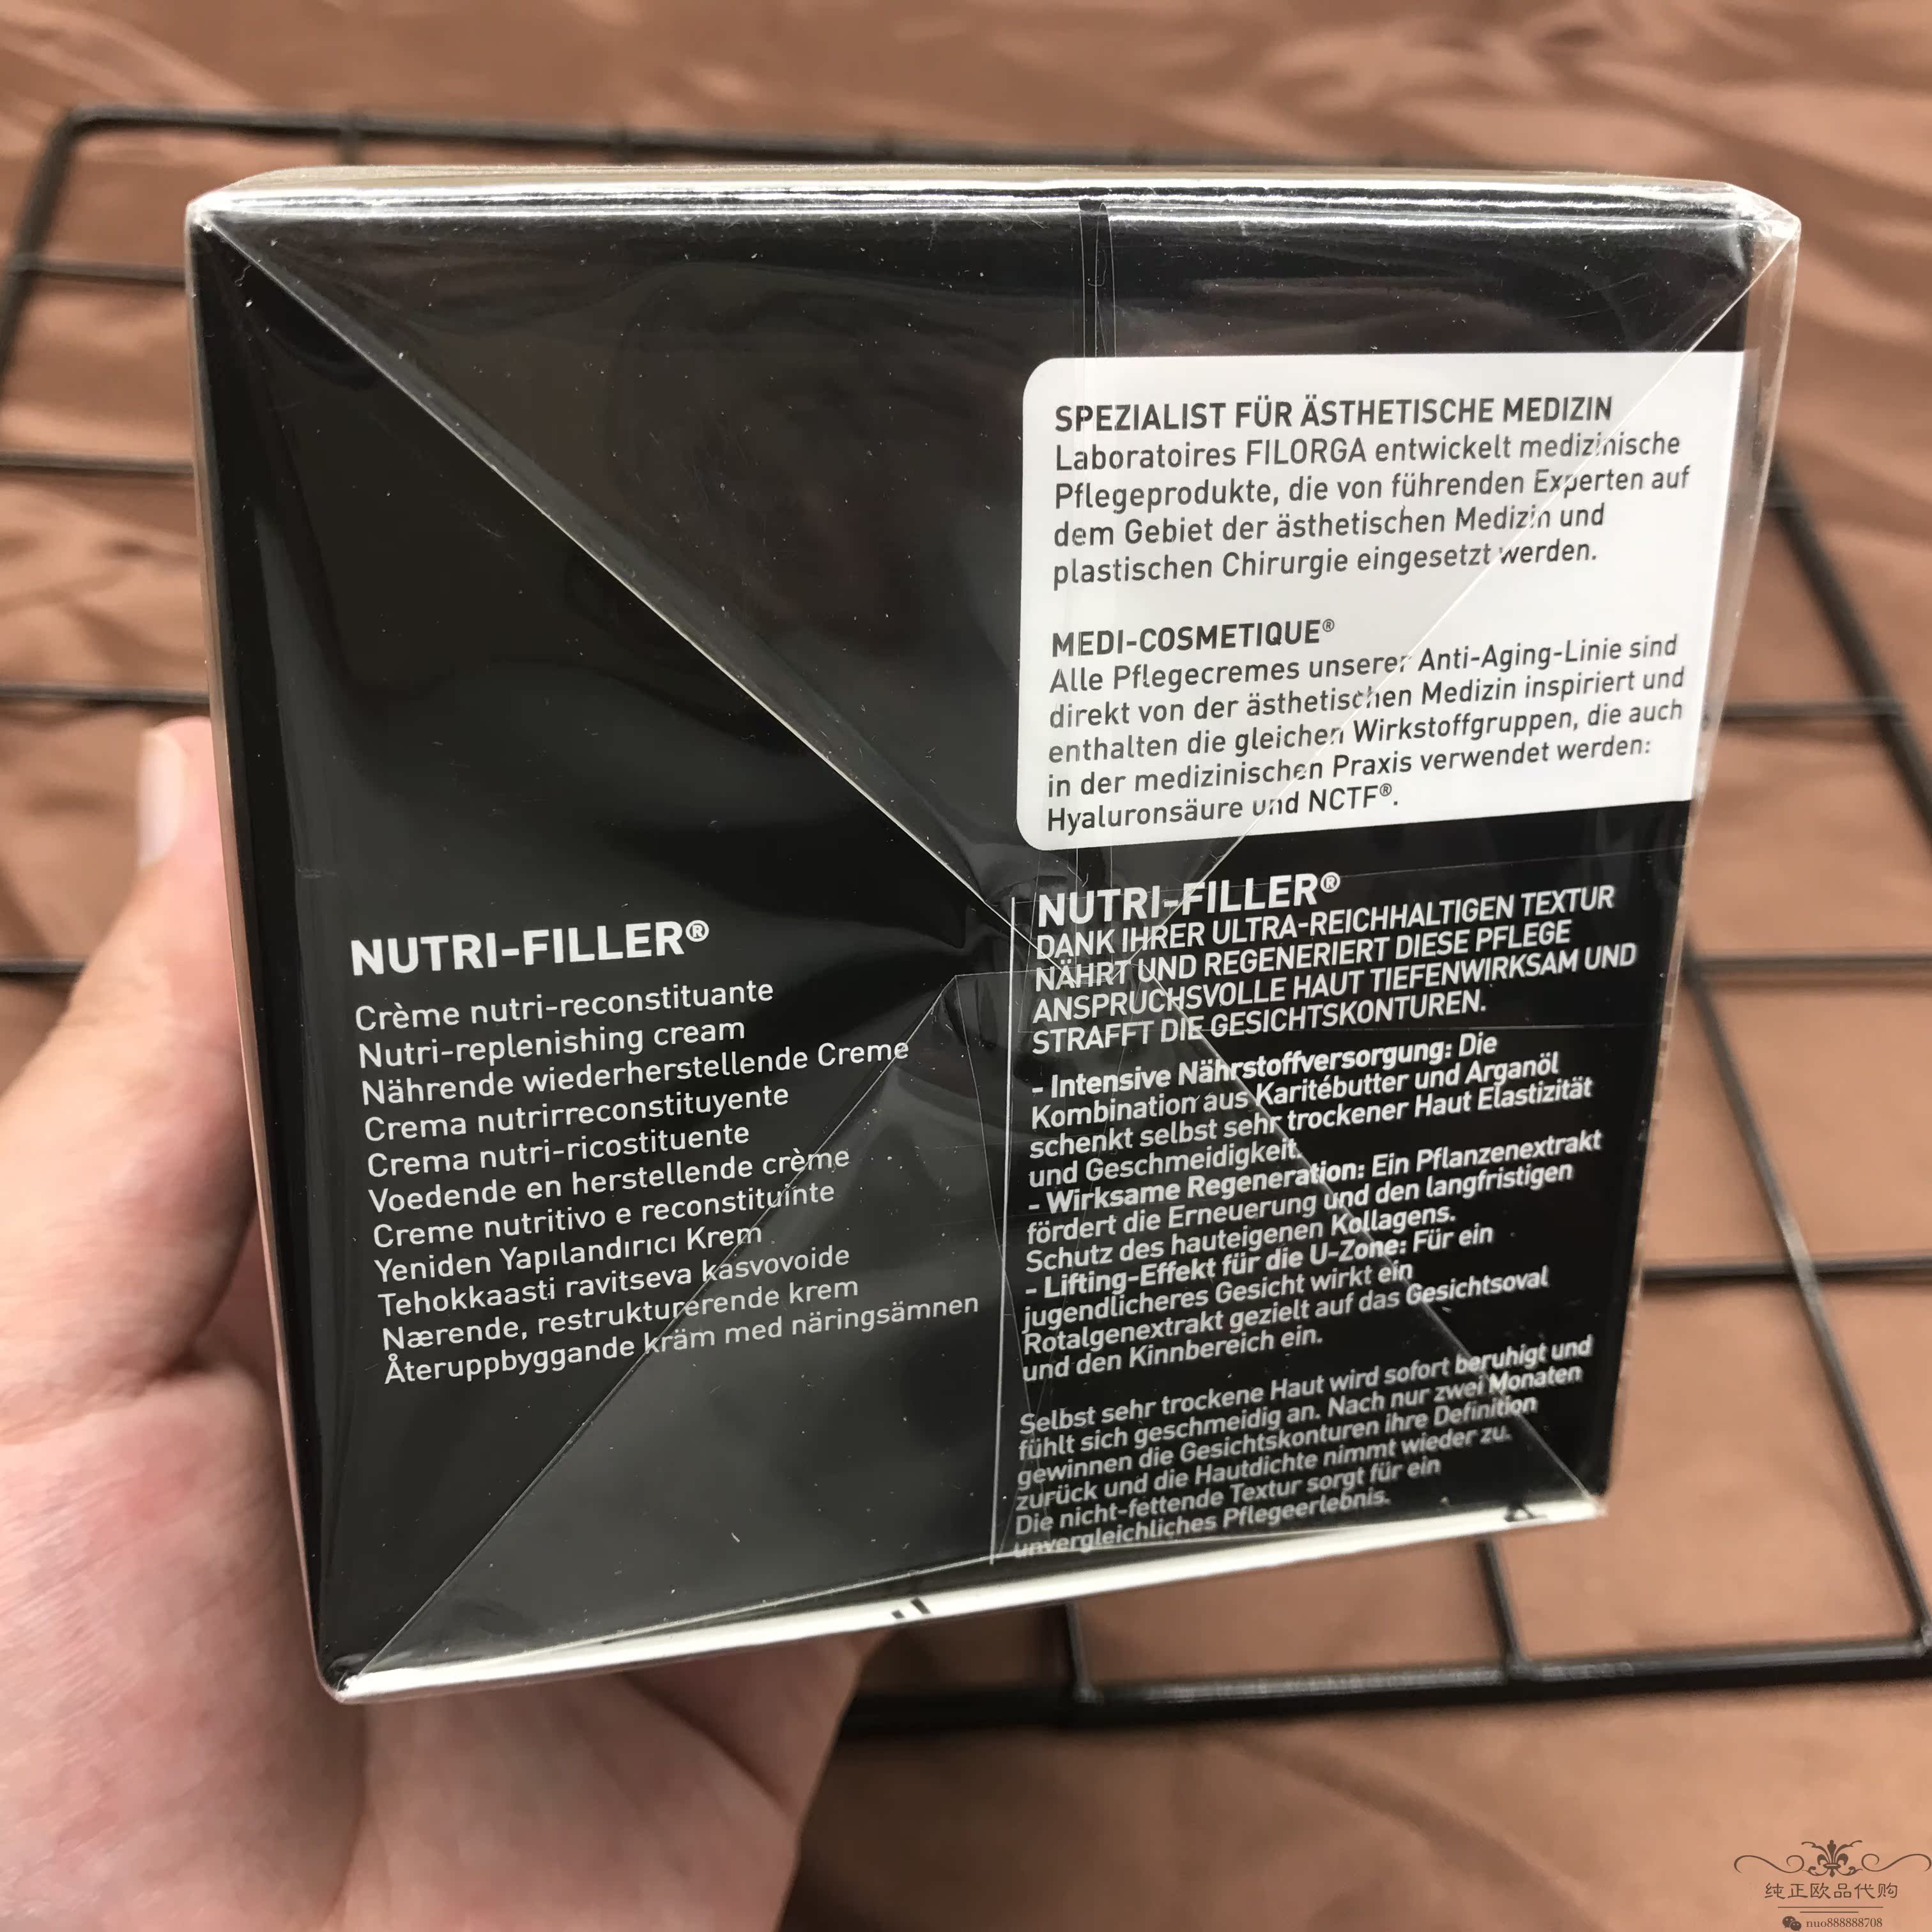 NUTRI-FILLER®
Crème nutri-reconstituante
Nutri-replenishing cream
Nährende wiederherstellende Creme
Crema nutrirreconstituyente
Crema nutri-ricostituente
Voedende en herstellende crème
Creme nutritivo e reconstituinte
Yeniden Yapılandırıcı Krem
Tehokkaasti ravitseva kasvovoide
Nærende, restrukturerende krem
Återuppbyggande kräm med näringsämnen
SPEZIALIST FÜR ÄSTHETISCHE MEDIZIN
Laboratoires FILORGA entwickelt medizinische
Pflegeprodukte, die von führenden Experten auf
dem Gebiet der ästhetischen Medizin und
plastischen Chirurgie eingesetzt werden.
MEDI-COSMETIQUE®
Alle Pflegecremes unserer Anti-Aging-Linie sind
direkt von der ästhetischen Medizin inspiriert und
enthalten die gleichen Wirkstoffgruppen, die auch
in der medizinischen Praxis verwendet werden:
Hyaluronsäure und NCTF®.
NUTRI-FILLER®
DANK IHRER ULTRA-REICHHALTIGEN TEXTUR
NÄHRT UND REGENERIERT DIESE PFLEGE
ANSPRUCHSVOLLE HAUT TIEFENWIRKSAM UND
STRAFFT DIE GESICHTSKONTUREN.
- Intensive Nährstoffversorgung: Die
Kombination aus Karitébutter und Arganöl
schenkt selbst sehr trockener Haut Elastizität
und Geschmeidigkeit.
- Wirksame Regeneration: Ein Pflanzenextrakt
fördert die Erneuerung und den langfristigen
Schutz des hauteigenen Kollagens.
- Lifting-Effekt für die U-Zone: Für ein
jugendlicheres Gesicht wirkt ein
Rotalgenextrakt gezielt auf das Gesichtsoval
und den Kinnbereich ein.
Selbst sehr trockene Haut wird sofort beruhigt und
fühlt sich geschmeidig an. Nach nur zwei Monaten
gewinnen die Gesichtskonturen ihre Definition
zurück und die Hautdichte nimmt wieder zu.
Die nicht-fettende Textur sorgt für ein
unvergleichliches Pflegeerlebnis.
纯正欧品代购
nuo888888708